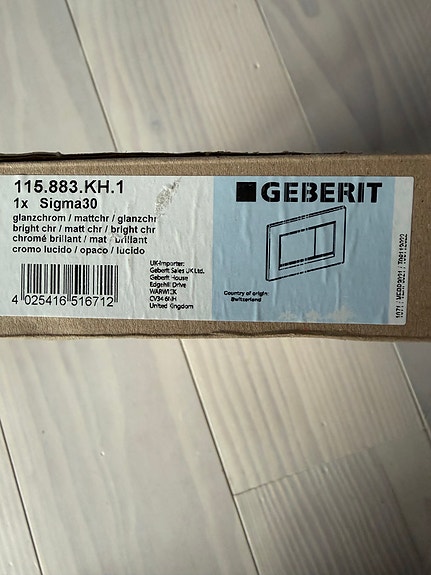 115.883.KH.1
1x Sigma30
glanzchrom / mattchr / glanzchr
bright chr / matt chr / bright chr
chromé brillant / mat / brillant
cromo lucido / opaco / lucido
4 025416 516712
UK-Importer:
Geberit Sales UK Ltd.
Geberit House
Edgehill Drive
WARWICK
CV34 6NH
United Kingdom
GEBERIT
Country of origin:
Switzerland